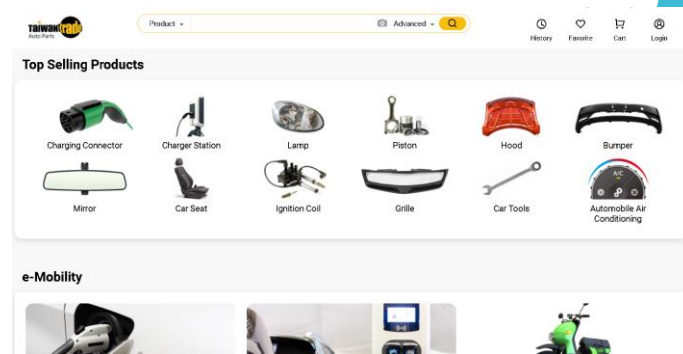 Taiwantrade
Auto Parts
Product
Advanced
History
Favorite
Cart
Login
Top Selling Products
Charging Connector
Charger Station
Lamp
Piston
Hood
Bumper
Mirror
Car Seat
Ignition Coil
Grille
Car Tools
A/C
Automobile Air
Conditioning
e-Mobility